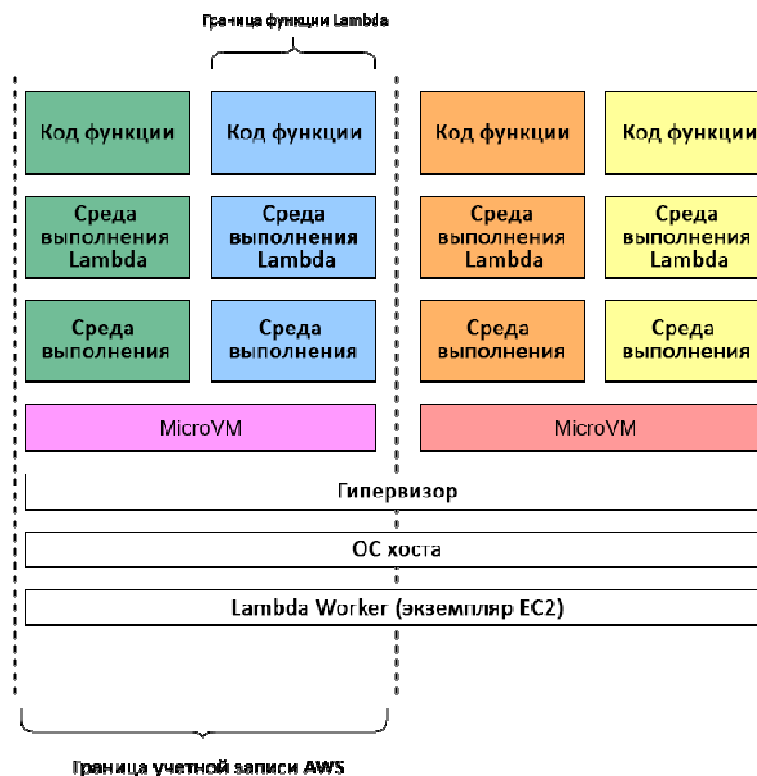 Граница функции Lambda
Код функции
Код функции
Код функции
Код функции
Среда
выполнения
Lambda
Среда
выполнения
Lambda
Среда
выполнения
Lambda
Среда
выполнения
Lambda
Среда
выполнения
Среда
выполнения
Среда
выполнения
Среда
выполнения
MicroVM
MicroVM
Гипервизор
ОС хоста
Lambda Worker (экземпляр EC2)
Граница учетной записи AWS